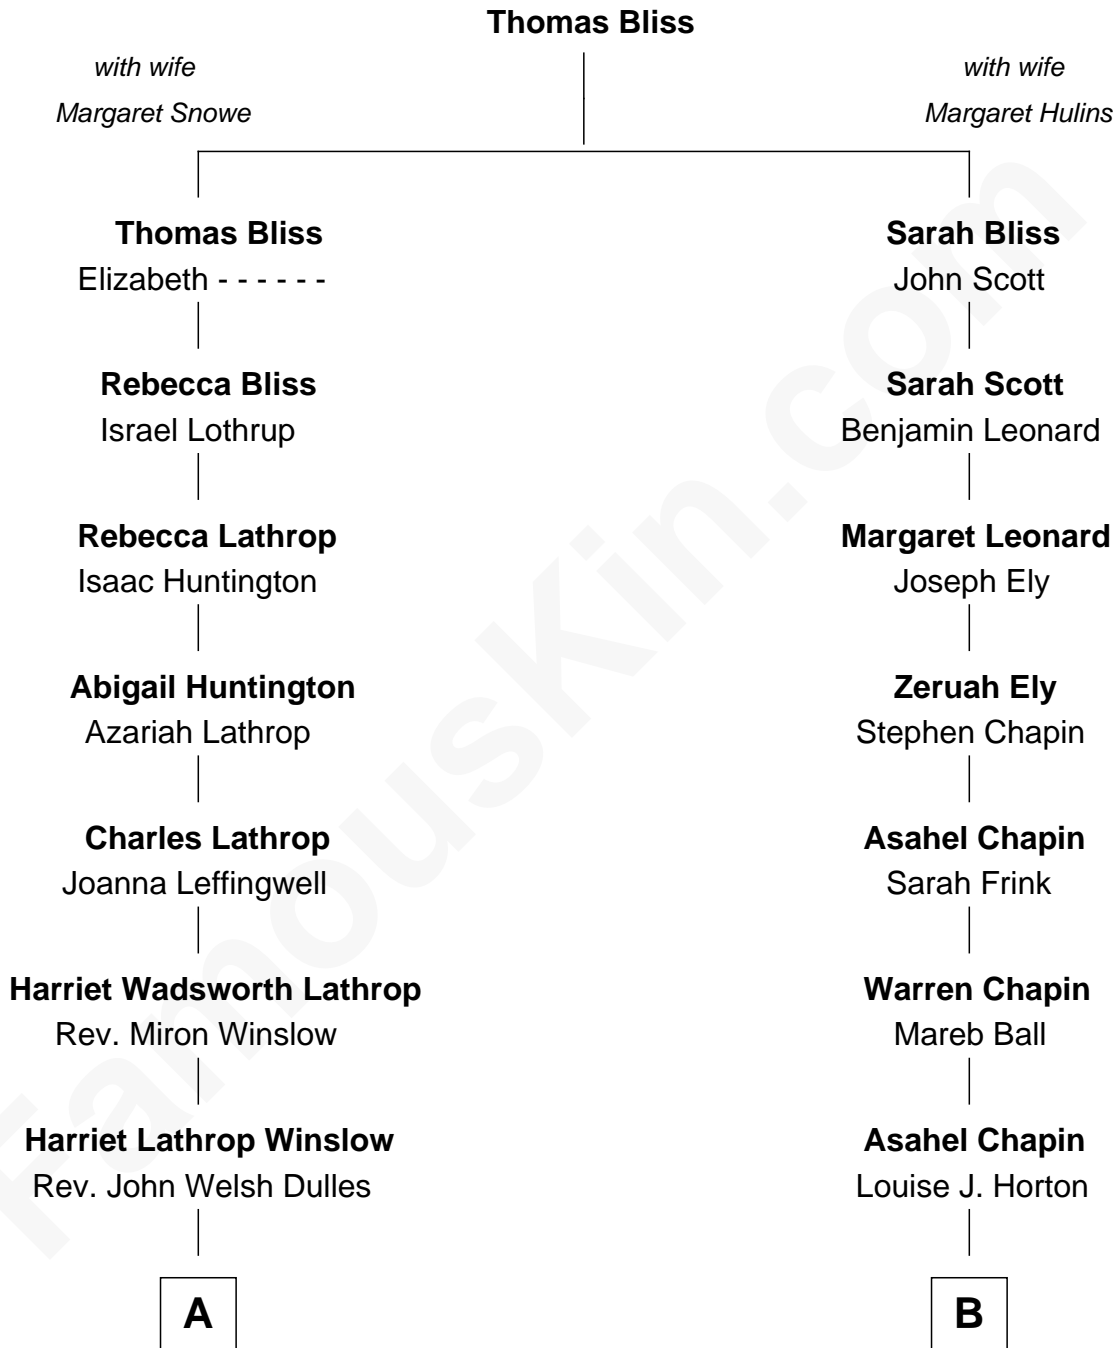 Thomas Bliss
with wife
Margaret Snowe
with wife
Margaret Hulins
Thomas Bliss
Elizabeth - - - - - -
Sarah Bliss
John Scott
Rebecca Bliss
Israel Lothrup
Sarah Scott
Benjamin Leonard
Rebecca Lathrop
Isaac Huntington
Margaret Leonard
Joseph Ely
Abigail Huntington
Azariah Lathrop
Zeruah Ely
Stephen Chapin
Charles Lathrop
Joanna Leffingwell
Asahel Chapin
Sarah Frink
Harriet Wadsworth Lathrop
Rev. Miron Winslow
Warren Chapin
Mareb Ball
Harriet Lathrop Winslow
Rev. John Welsh Dulles
Asahel Chapin
Louise J. Horton
A
B
FamousKin.com